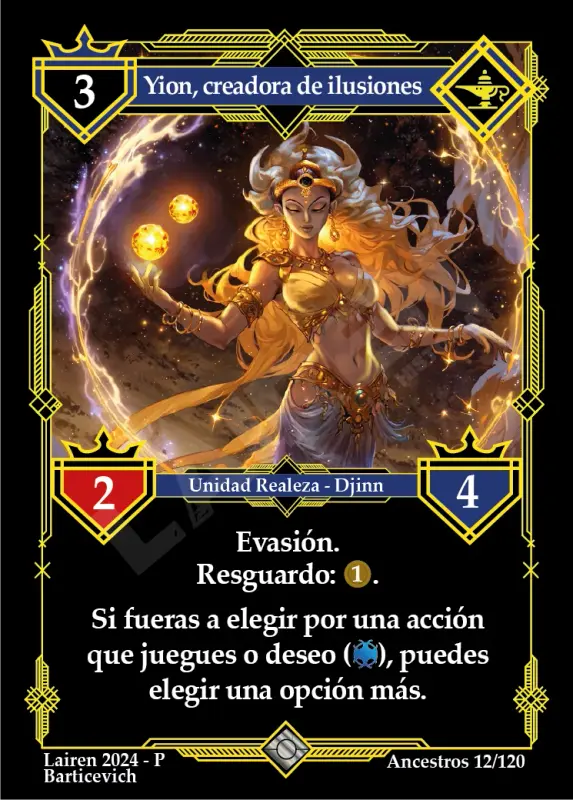 3
Yion, creadora de ilusiones
2
Unidad Realeza - Djinn
4
Evasión.
Resguardo: 1.
Si fueras a elegir por una acción
que juegues o deseo (), puedes
elegir una opción más.
Lairen 2024 - P
Barticevich
Ancestros 12/120